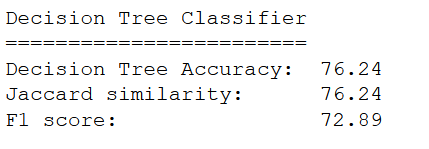 Decision Tree Classifier
========================
Decision Tree Accuracy:  76.24
Jaccard similarity:      76.24
F1 score:                72.89